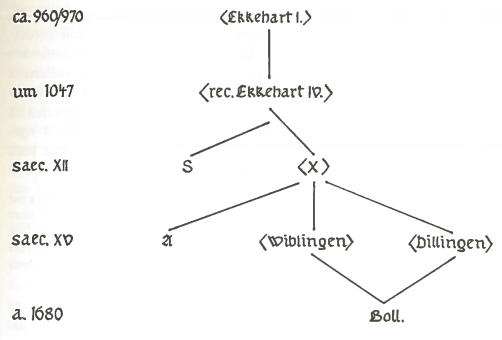 ca. 960/970 <Ekkehart I.>
um 1047 <rec. Ekkehart IV.>
saec. XII S <X>
saec. XV A <Wiblingen> <Dillingen>
a. 1680 Boll.